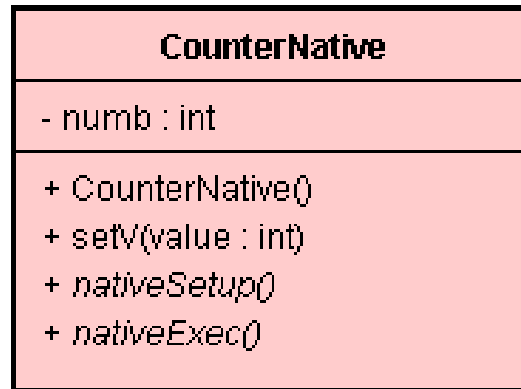 CounterNative
- numb : int
+ CounterNative()
+ setV(value : int)
+ nativeSetup()
+ nativeExec()